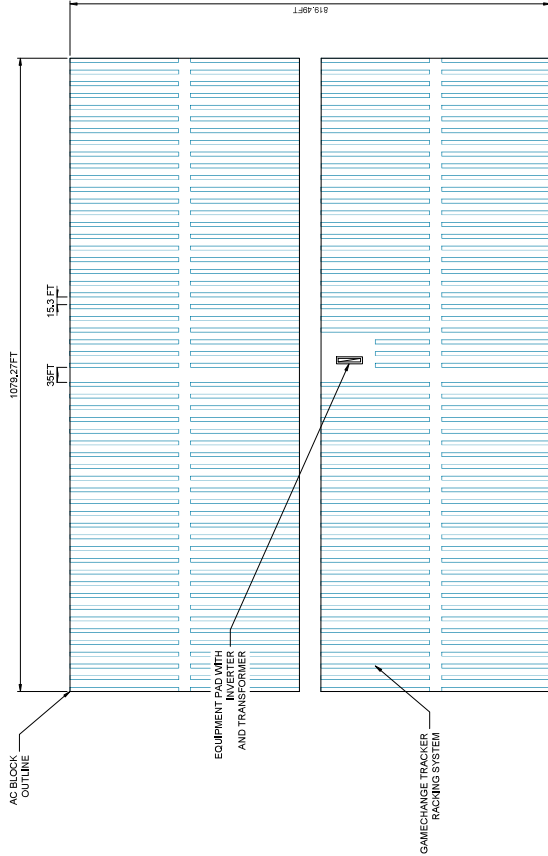 819.49FT
1079.27FT
15.3 FT
35FT
AC BLOCK
OUTLINE
EQUIPMENT PAD WITH
INVERTER
AND TRANSFORMER
GAMECHANGE TRACKER
RACKING SYSTEM